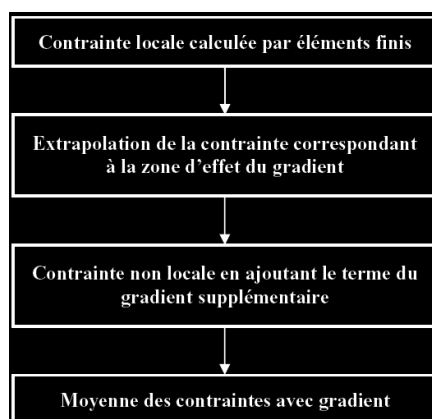 Contrainte locale calculée par éléments finis
Extrapolation de la contrainte correspondant
à la zone d'effet du gradient
Contrainte non locale en ajoutant le terme du
gradient supplémentaire
Moyenne des contraintes avec gradient